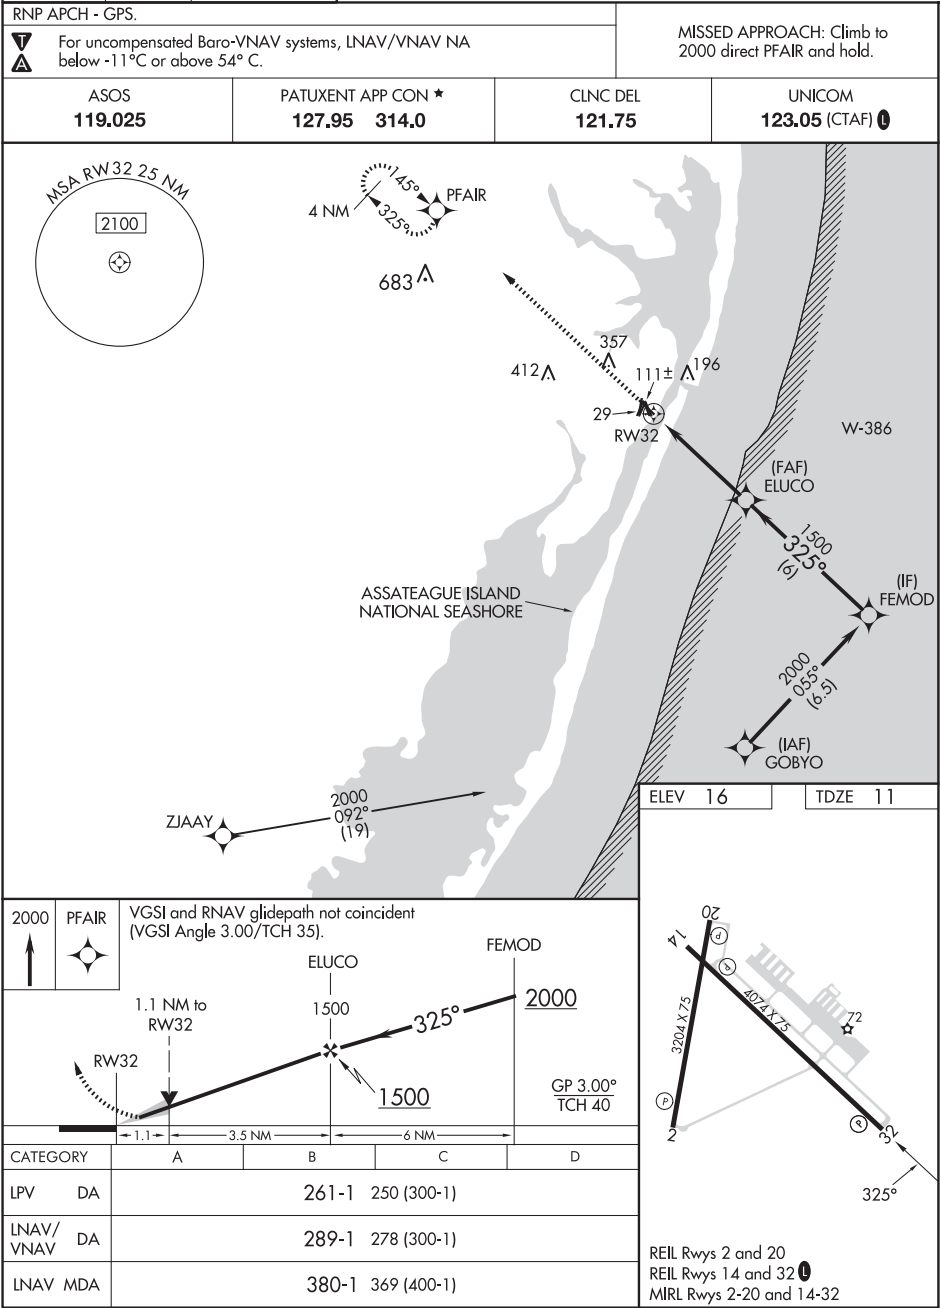 RNP APCH - GPS.
T
A
For uncompensated Baro-VNAV systems, LNAV/VNAV NA
below -11°C or above 54° C.
MISSED APPROACH: Climb to
2000 direct PFAIR and hold.
ASOS
119.025
PATUXENT APP CON ★
127.95 314.0
CLNC DEL
121.75
UNICOM
123.05 (CTAF) L
MSA RW32 25 NM
2100
4 NM
145°
325°
PFAIR
683
357
412
111±
196
29
RW32
W-386
(FAF)
ELUCO
1500
325°
(6)
(IF)
FEMOD
ASSATEAGUE ISLAND
NATIONAL SEASHORE
2000
055°
(6.5)
(IAF)
GOBYO
ZJAAY
2000
092°
(19)
ELEV 16
TDZE 11
2000
PFAIR
VGSI and RNAV glidepath not coincident
(VGSI Angle 3.00/TCH 35).
ELUCO
FEMOD
1.1 NM to
RW32
1500
325°
2000
RW32
1500
GP 3.00°
TCH 40
1.1
3.5 NM
6 NM
CATEGORY A B C D
LPV DA 261-1 250 (300-1)
LNAV/
VNAV DA 289-1 278 (300-1)
LNAV MDA 380-1 369 (400-1)
20
14
P
P
3204 X 75
4074 X 75
72
P
P
2
32
325°
REIL Rwys 2 and 20
REIL Rwys 14 and 32 L
MIRL Rwys 2-20 and 14-32